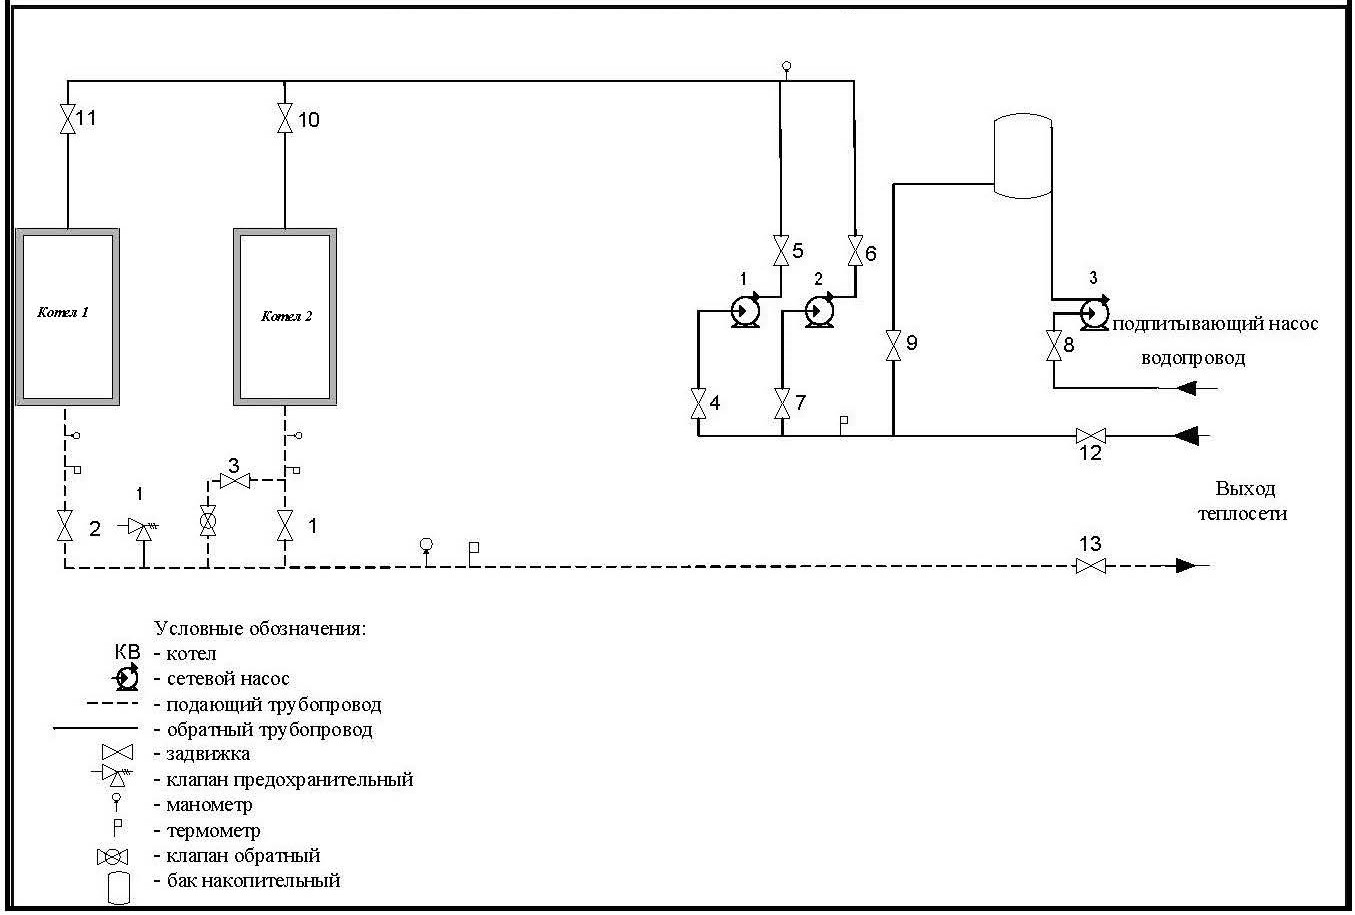 11
10
5
6
1
2
3
Котел 1
Котел 2
подпитывающий насос
9
8
водопровод
4
7
12
3
1
Выход
теплосети
2
1
13
Условные обозначения:
КВ - котел
- сетевой насос
- подающий трубопровод
- обратный трубопровод
- задвижка
- клапан предохранительный
- манометр
- термометр
- клапан обратный
- бак накопительный